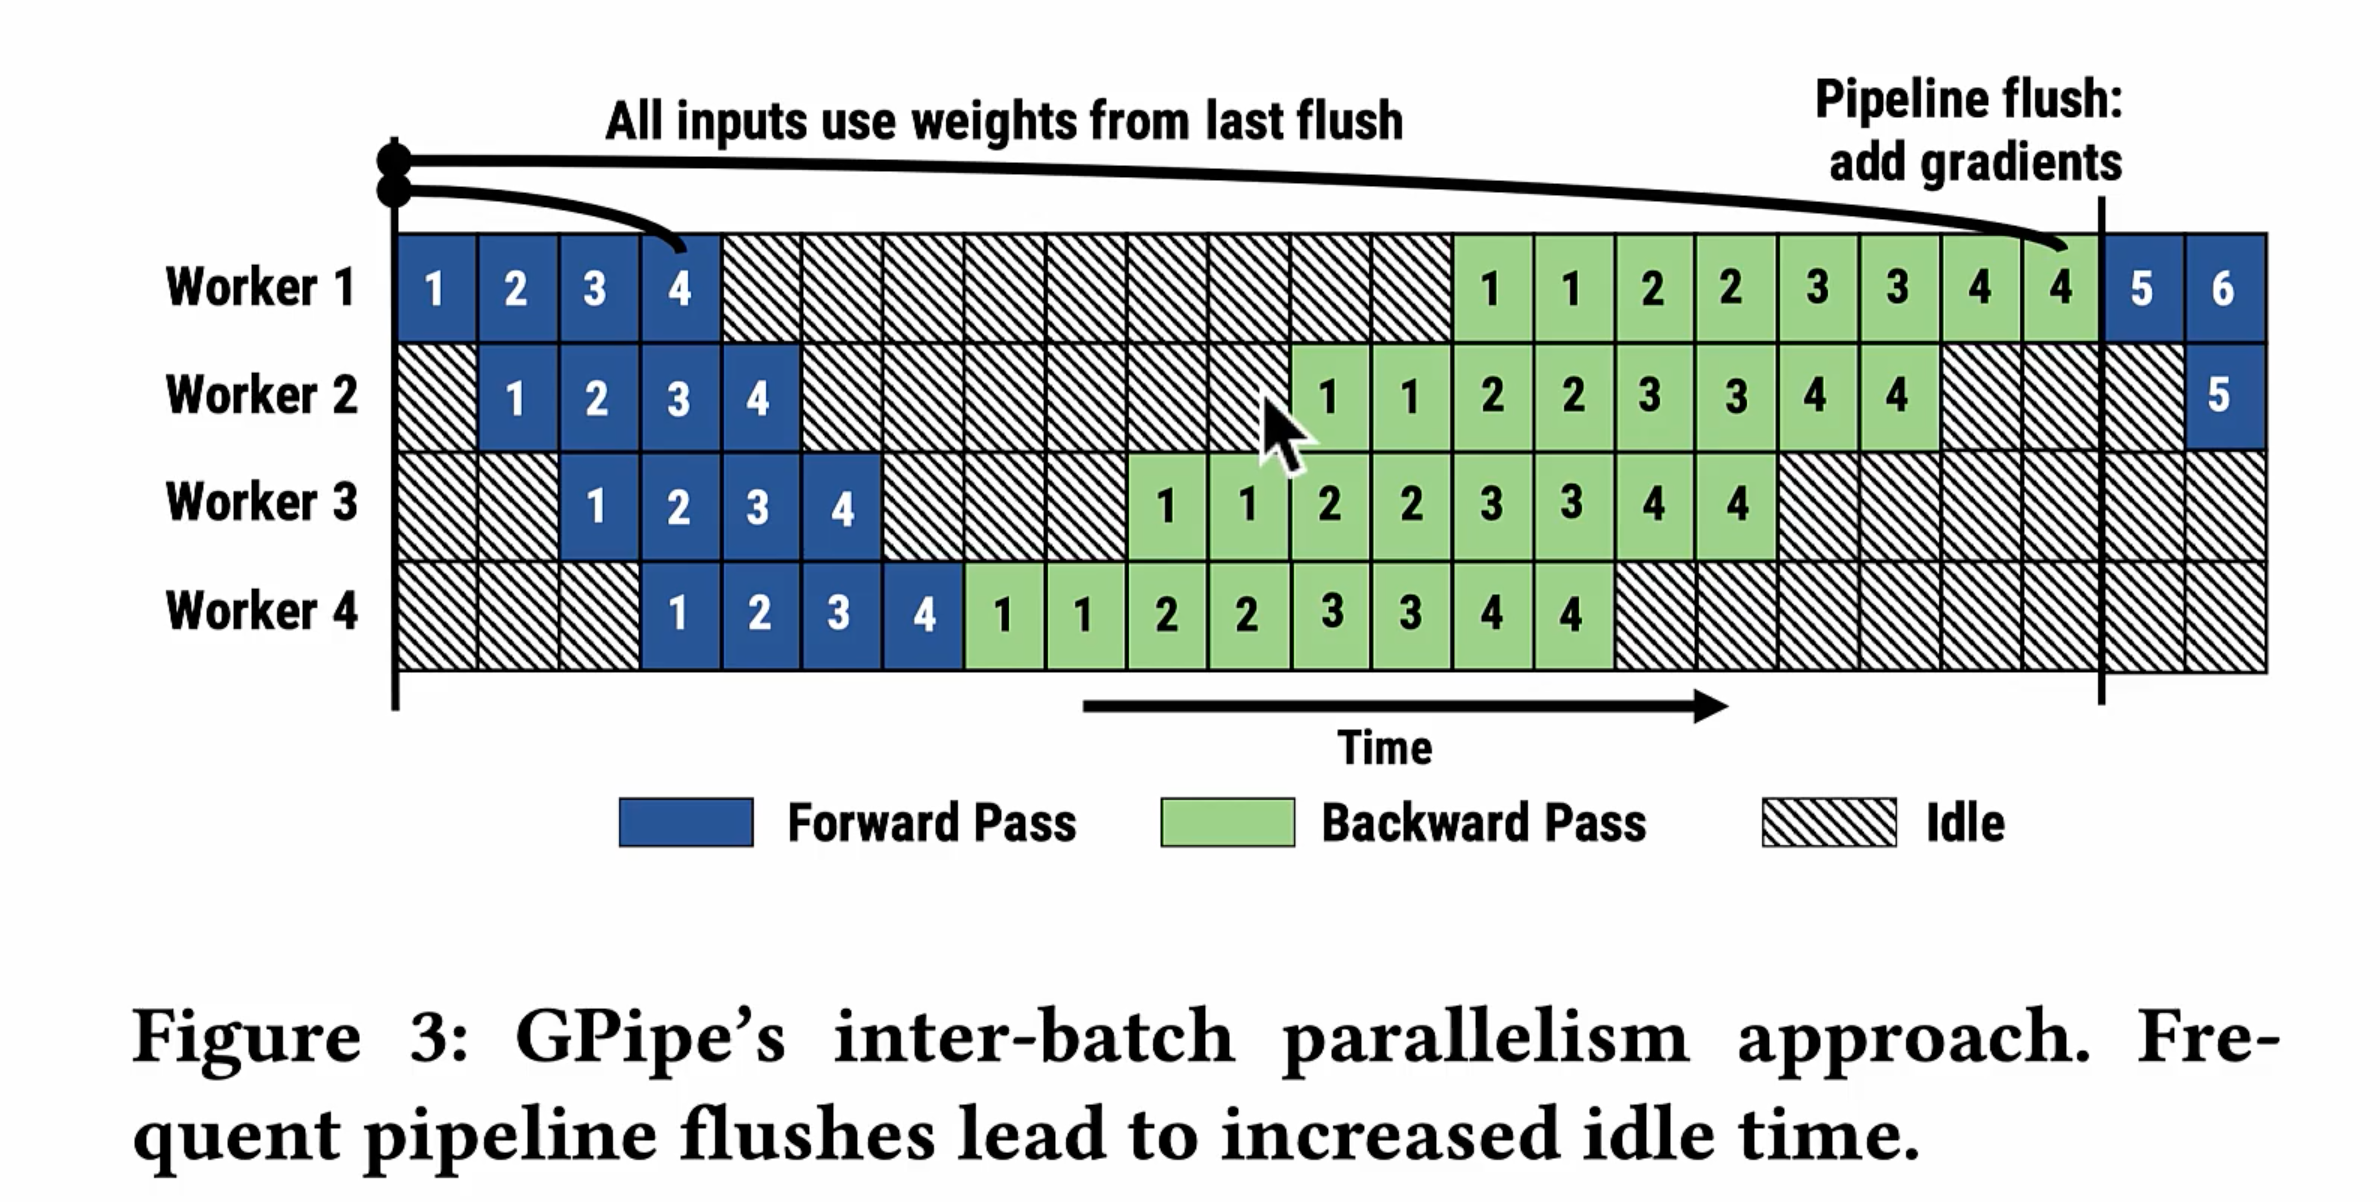 All inputs use weights from last flush
Pipeline flush:
add gradients
Worker 1 1 2 3 4 1 1 2 2 3 3 4 4 5 6
Worker 2 1 2 3 4 1 1 2 2 3 3 4 4 5
Worker 3 1 2 3 4 1 1 2 2 3 3 4 4
Worker 4 1 2 3 4 1 1 2 2 3 3 4 4
Time
Forward Pass Backward Pass Idle
Figure 3: GPipe’s inter-batch parallelism approach. Fre-
quent pipeline flushes lead to increased idle time.